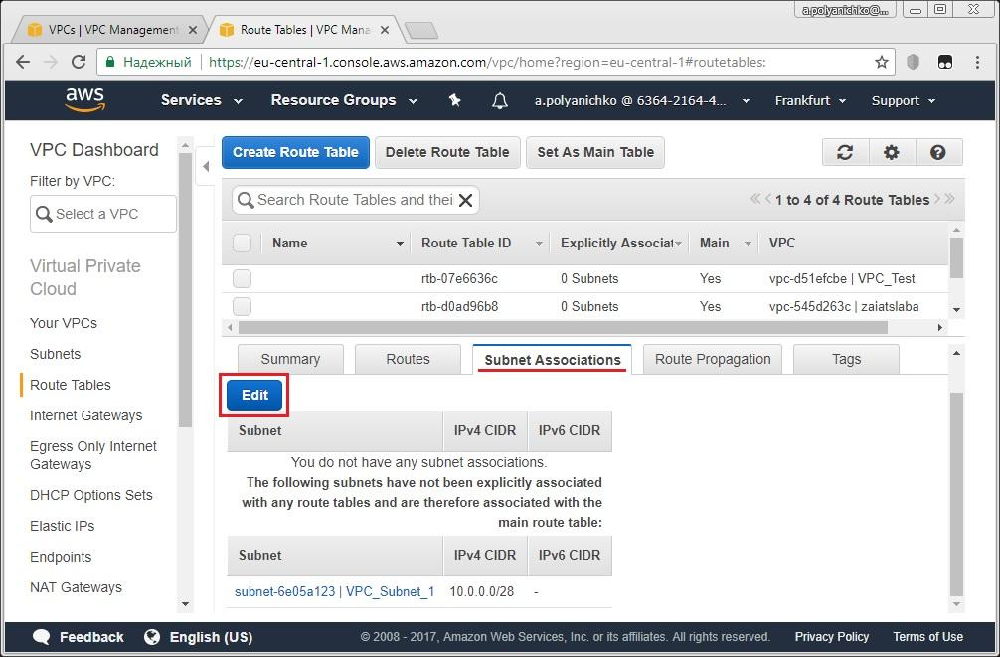 a.polyanichko@...
VPCs | VPC Management
Route Tables | VPC Mana
Надежный
https://eu-central-1.console.aws.amazon.com/vpc/home?region=eu-central-1#routetables:
aws
Services
Resource Groups
a.polyanichko @ 6364-2164-4...
Frankfurt
Support
VPC Dashboard
Filter by VPC:
Select a VPC
Virtual Private
Cloud
Your VPCs
Subnets
Route Tables
Internet Gateways
Egress Only Internet
Gateways
DHCP Options Sets
Elastic IPs
Endpoints
NAT Gateways
Create Route Table
Delete Route Table
Set As Main Table
Search Route Tables and thei
1 to 4 of 4 Route Tables
Name Route Table ID Explicitly Associat Main VPC
rtb-07e6636c 0 Subnets Yes vpc-d51efcbe | VPC_Test
rtb-d0ad96b8 0 Subnets Yes vpc-545d263c | zaiatslaba
Summary Routes Subnet Associations Route Propagation Tags
Edit
Subnet IPv4 CIDR IPv6 CIDR
You do not have any subnet associations.
The following subnets have not been explicitly associated
with any route tables and are therefore associated with the
main route table:
Subnet IPv4 CIDR IPv6 CIDR
subnet-6e05a123 | VPC_Subnet_1 10.0.0.0/28 -
Feedback
English (US)
© 2008 - 2017, Amazon Web Services, Inc. or its affiliates. All rights reserved.
Privacy Policy
Terms of Use